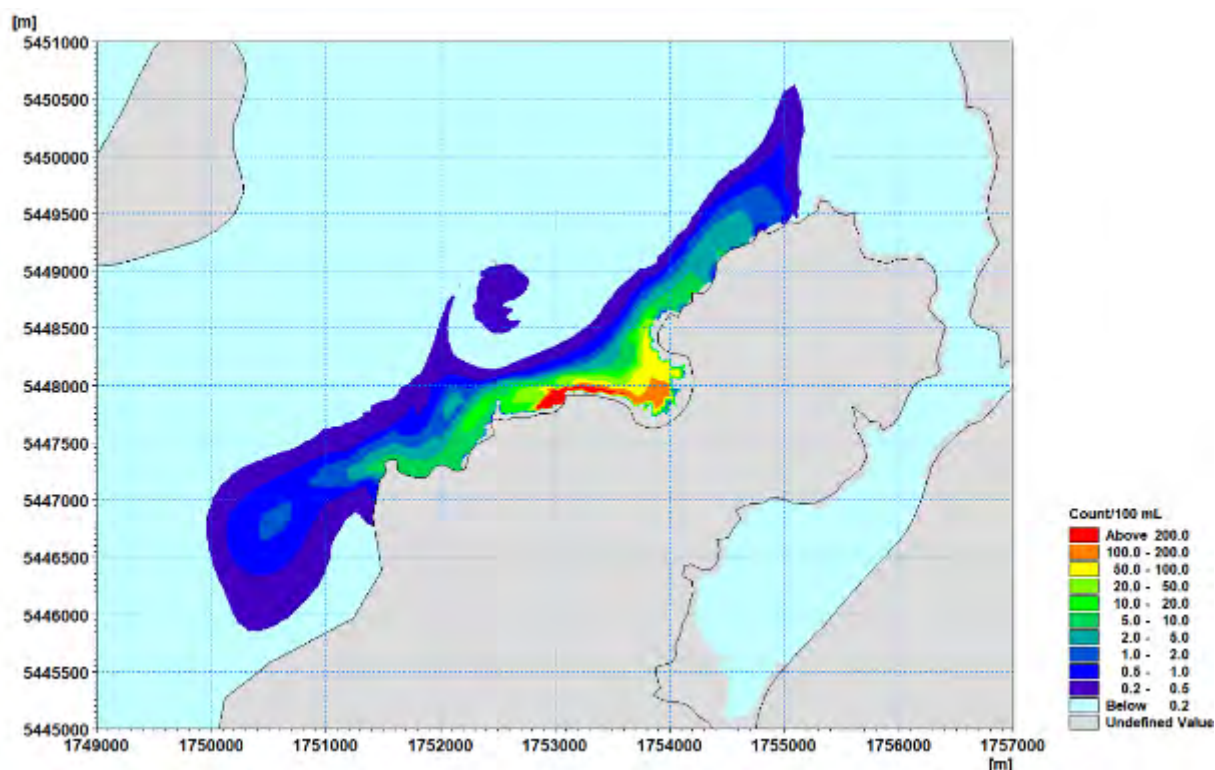 [m]
5451000
5450500
5450000
5449500
5449000
5448500
5448000
5447500
5447000
5446500
5446000
5445500
5445000
1749000 1750000 1751000 1752000 1753000 1754000 1755000 1756000 1757000
[m]
Count/100 mL
Above 200.0
100.0 - 200.0
50.0 - 100.0
20.0 - 50.0
10.0 - 20.0
5.0 - 10.0
2.0 - 5.0
1.0 - 2.0
0.5 - 1.0
0.2 - 0.5
Below 0.2
Undefined Value